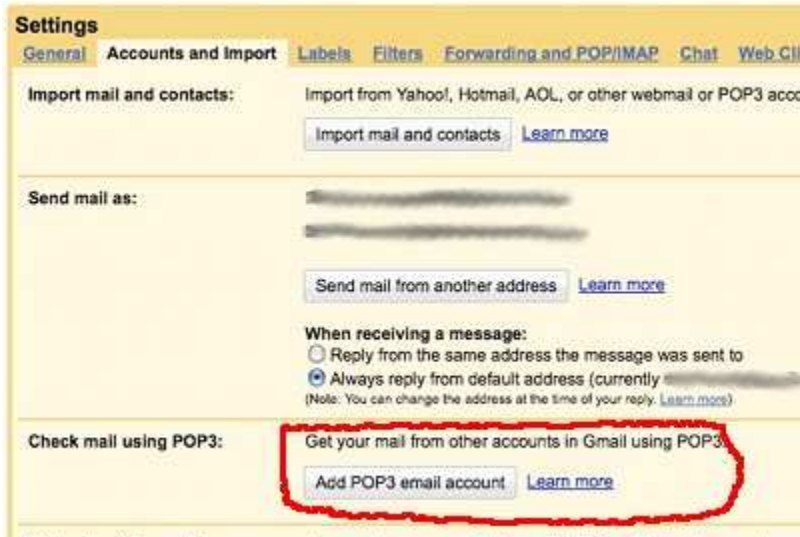 Settings
General Accounts and Import Labels Filters Forwarding and POP/IMAP Chat Web
Import mail and contacts: Import from Yahoo!, Hotmail, AOL, or other webmail or POP3
Import mail and contacts Learn more
Send mail as:
Send mail from another address Learn more
When receiving a message:
Reply from the same address the message was sent to
Always reply from default address (currently
(Note: You can change the address at the time of your reply. Learn more)
Check mail using POP3: Get your mail from other accounts in Gmail using POP3.
Add POP3 email account Learn more